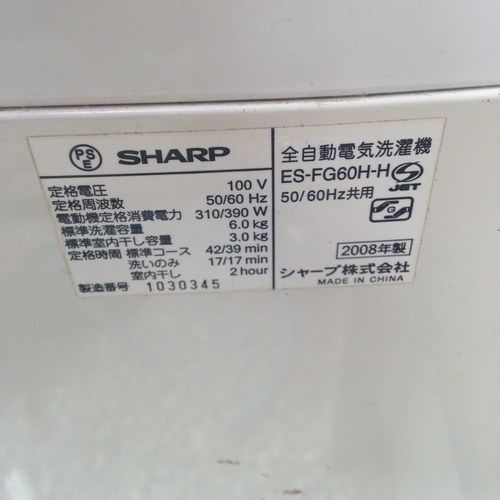 PS
E
SHARP
定格電圧 100 V
定格周波数 50/60 Hz
電動機定格消費電力 310/390 W
標準洗濯容量 6.0 kg
標準室内干し容量 3.0 kg
定格時間 標準コース 42/39 min
洗いのみ 17/17 min
室内干し 2 hour
製造番号 1030345
全自動電気洗濯機
ES-FG60H-H
50/60Hz共用
S
JET
G
2008年製
シャープ株式会社
MADE IN CHINA